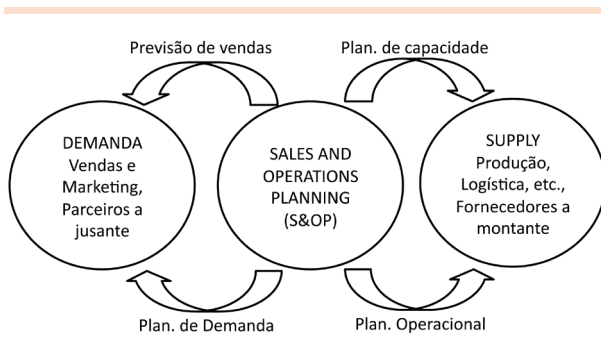 Previsão de vendas
Plan. de capacidade
DEMANDA
Vendas e
Marketing,
Parceiros a
jusante
SALES AND
OPERATIONS
PLANNING
(S&OP)
SUPPLY
Produção,
Logística, etc.,
Fornecedores a
montante
Plan. de Demanda
Plan. Operacional